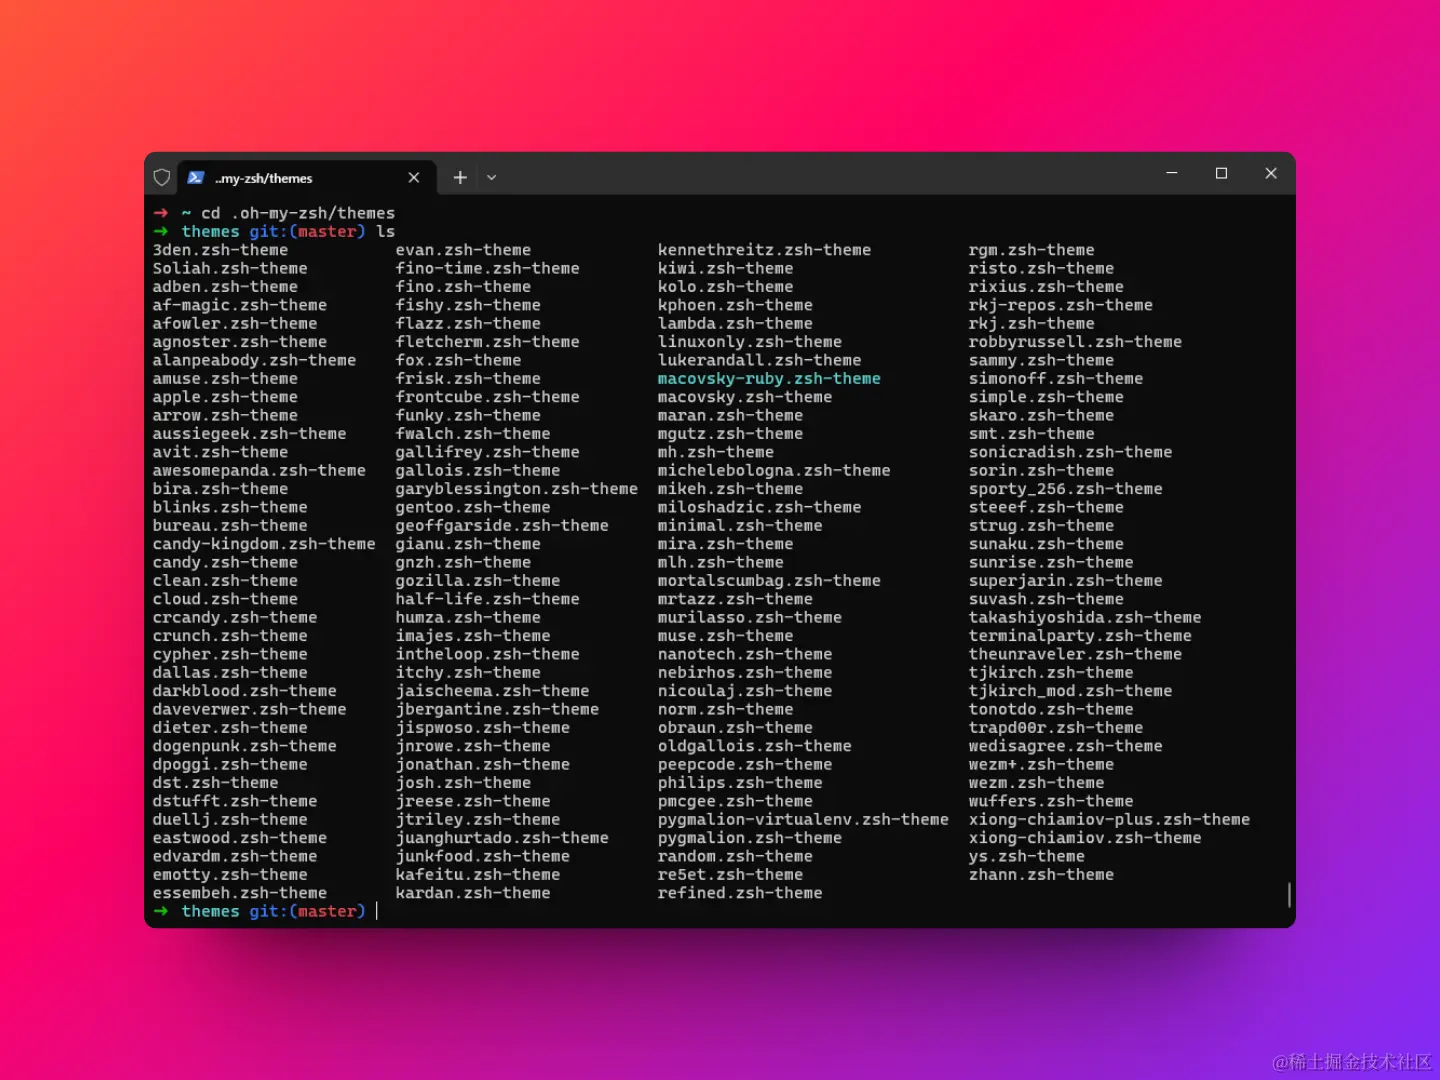 ..my-zsh/themes
➜ ~ cd .oh-my-zsh/themes
➜ themes git:(master) ls
3den.zsh-theme evan.zsh-theme kennethreitz.zsh-theme rgm.zsh-theme
Soliah.zsh-theme fino-time.zsh-theme kiwi.zsh-theme risto.zsh-theme
adben.zsh-theme fino.zsh-theme kolo.zsh-theme rixius.zsh-theme
af-magic.zsh-theme fishy.zsh-theme kphoen.zsh-theme rkj-repos.zsh-theme
afowler.zsh-theme flazz.zsh-theme lambda.zsh-theme rkj.zsh-theme
agnoster.zsh-theme fletcherm.zsh-theme linuxonly.zsh-theme robbyrussell.zsh-theme
alanpeabody.zsh-theme fox.zsh-theme lukerandall.zsh-theme sammy.zsh-theme
amuse.zsh-theme frisk.zsh-theme macovsky-ruby.zsh-theme simonoff.zsh-theme
apple.zsh-theme frontcube.zsh-theme macovsky.zsh-theme simple.zsh-theme
arrow.zsh-theme funky.zsh-theme maran.zsh-theme skaro.zsh-theme
aussiegeek.zsh-theme fwalch.zsh-theme mgutz.zsh-theme smt.zsh-theme
avit.zsh-theme gallifrey.zsh-theme mh.zsh-theme sonicradish.zsh-theme
awesomepanda.zsh-theme gallois.zsh-theme michelebologna.zsh-theme sorin.zsh-theme
bira.zsh-theme garyblessington.zsh-theme mikeh.zsh-theme sporty_256.zsh-theme
blinks.zsh-theme gentoo.zsh-theme miloshadzic.zsh-theme steeef.zsh-theme
bureau.zsh-theme geoffgarside.zsh-theme minimal.zsh-theme strug.zsh-theme
candy-kingdom.zsh-theme gianu.zsh-theme mira.zsh-theme sunaku.zsh-theme
candy.zsh-theme gnzh.zsh-theme mlh.zsh-theme sunrise.zsh-theme
clean.zsh-theme gozilla.zsh-theme mortalscumbag.zsh-theme superjarin.zsh-theme
cloud.zsh-theme half-life.zsh-theme mrtazz.zsh-theme suvash.zsh-theme
crcandy.zsh-theme humza.zsh-theme murilasso.zsh-theme takashiyoshida.zsh-theme
crunch.zsh-theme imajes.zsh-theme muse.zsh-theme terminalparty.zsh-theme
cypher.zsh-theme intheloop.zsh-theme nanotech.zsh-theme theunraveler.zsh-theme
dallas.zsh-theme itchy.zsh-theme nebirhos.zsh-theme tjkirch.zsh-theme
darkblood.zsh-theme jaischeema.zsh-theme nicoulaj.zsh-theme tjkirch_mod.zsh-theme
daveverwer.zsh-theme jbergantine.zsh-theme norm.zsh-theme tonotdo.zsh-theme
dieter.zsh-theme jispwoso.zsh-theme obraun.zsh-theme trapd00r.zsh-theme
dogenpunk.zsh-theme jnrowe.zsh-theme oldgallois.zsh-theme wedisagree.zsh-theme
dpoggi.zsh-theme jonathan.zsh-theme peepcode.zsh-theme wezm+.zsh-theme
dst.zsh-theme josh.zsh-theme philips.zsh-theme wezm.zsh-theme
dstufft.zsh-theme jreese.zsh-theme pmcgee.zsh-theme wuffers.zsh-theme
duellj.zsh-theme jtriley.zsh-theme pygmalion-virtualenv.zsh-theme xiong-chiamiov-plus.zsh-theme
eastwood.zsh-theme juanghurtado.zsh-theme pygmalion.zsh-theme xiong-chiamiov.zsh-theme
edvardm.zsh-theme junkfood.zsh-theme random.zsh-theme ys.zsh-theme
emotty.zsh-theme kafeitu.zsh-theme re5et.zsh-theme zhann.zsh-theme
essembeh.zsh-theme kardan.zsh-theme refined.zsh-theme
➜ themes git:(master)
@稀土掘金技术社区